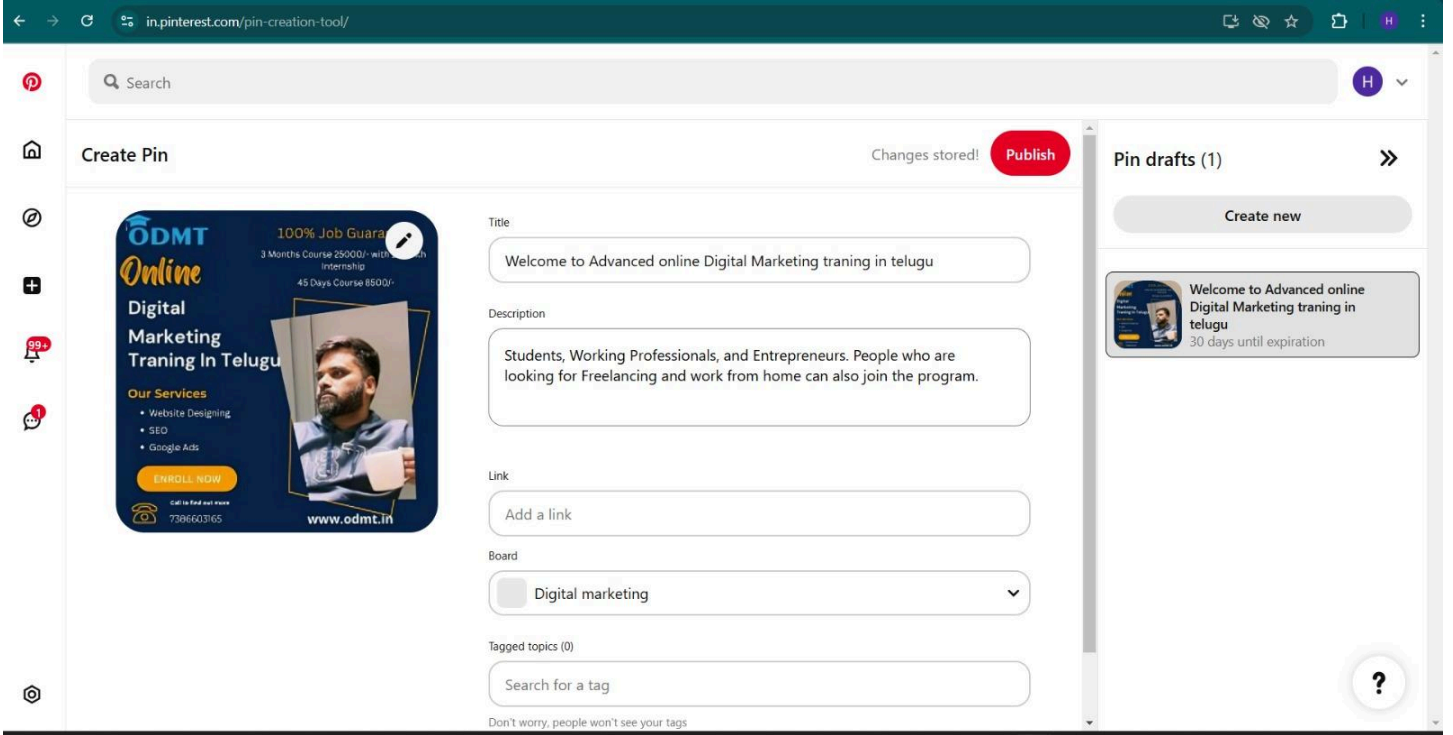 in.pinterest.com/pin-creation-tool/
H
Search
H
Create Pin
Changes stored!
Publish
Pin drafts (1)
Create new
99+
1
ODMT
Online
Digital
Marketing
Traning In Telugu
100% Job Guara
3 Months Course 25000/- with
Internship
45 Days Course 8500/-
Our Services
• Website Designing
• SEO
• Google Ads
ENROLL NOW
Call to find out more
7386603165
www.odmt.in
Title
Welcome to Advanced online Digital Marketing traning in telugu
Description
Students, Working Professionals, and Entrepreneurs. People who are
looking for Freelancing and work from home can also join the program.
Link
Add a link
Board
Digital marketing
Tagged topics (0)
Search for a tag
Don't worry, people won't see your tags
Welcome to Advanced online
Digital Marketing traning in
telugu
30 days until expiration
?